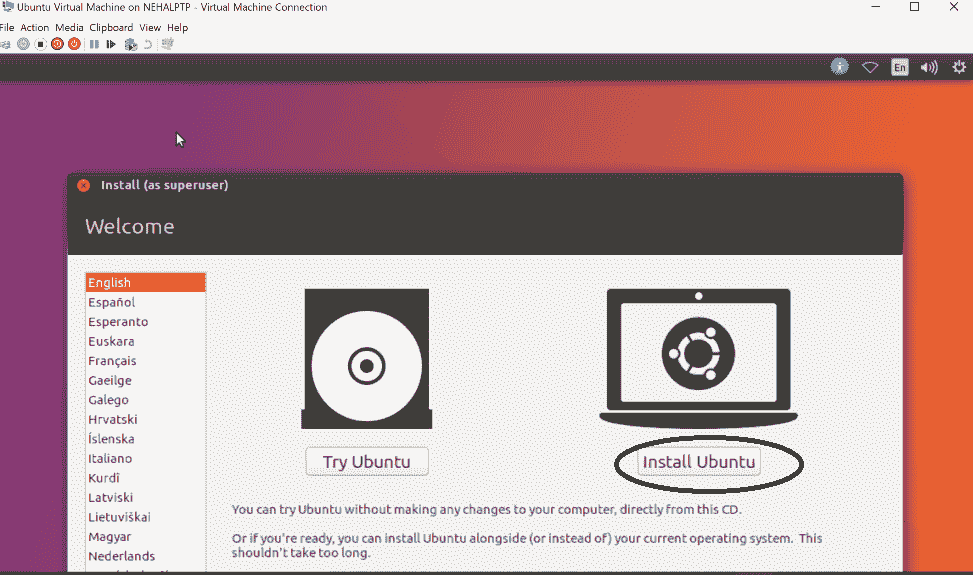 Ubuntu Virtual Machine on NEHALPTP - Virtual Machine Connection
File Action Media Clipboard View Help
En
Install (as superuser)
Welcome
English
Español
Esperanto
Euskara
Français
Gaeilge
Galego
Hrvatski
Íslenska
Italiano
Kurdî
Latviski
Lietuviškai
Magyar
Nederlands
Try Ubuntu
Install Ubuntu
You can try Ubuntu without making any changes to your computer, directly from this CD.
Or if you're ready, you can install Ubuntu alongside (or instead of) your current operating system. This
shouldn't take too long.